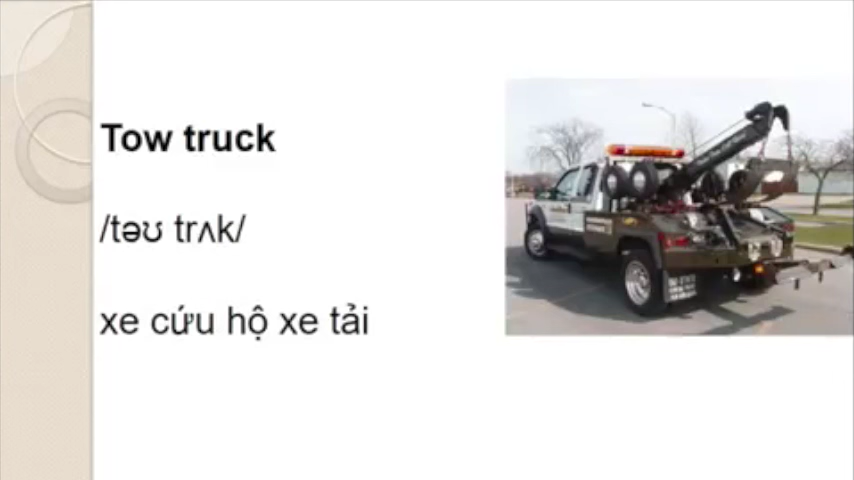 Tow truck
/təʊ trʌk/
xe cứu hộ xe tải